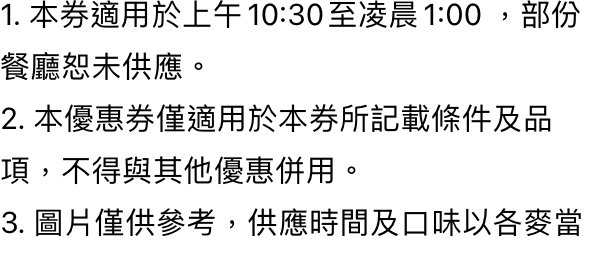 1. 本券適用於上午10:30至凌晨1:00 ，部份
餐廳恕未供應。
2. 本優惠券僅適用於本券所記載條件及品
項，不得與其他優惠併用。
3. 圖片僅供參考，供應時間及口味以各麥當